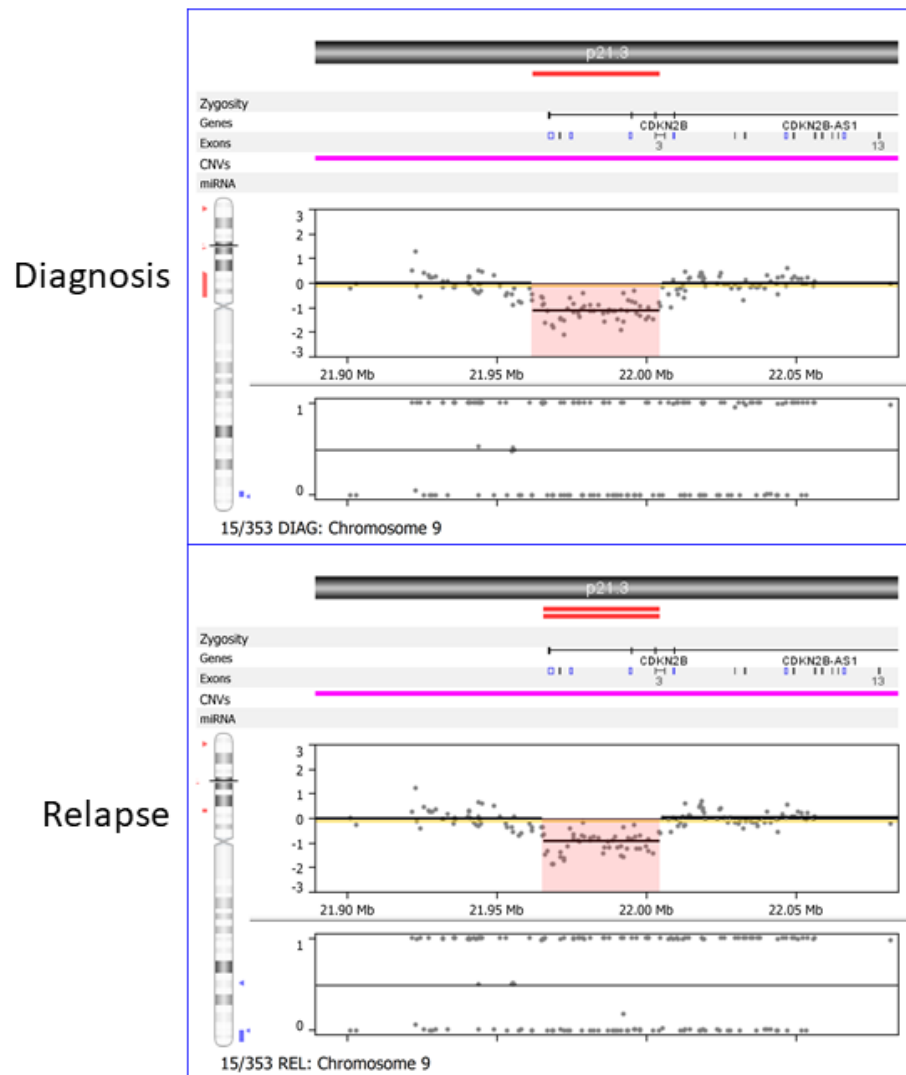 p21.3
Zygosity
Genes
CDKN2B
CDKN2B-AS1
Exons
3
13
CNVs
miRNA
Diagnosis
3
2
1
0
-1
-2
-3
21.90 Mb 21.95 Mb 22.00 Mb 22.05 Mb
1
0
15/353 DIAG: Chromosome 9
p21.3
Zygosity
Genes
CDKN2B
CDKN2B-AS1
Exons
3
13
CNVs
miRNA
Relapse
3
2
1
0
-1
-2
-3
21.90 Mb 21.95 Mb 22.00 Mb 22.05 Mb
1
0
15/353 REL: Chromosome 9